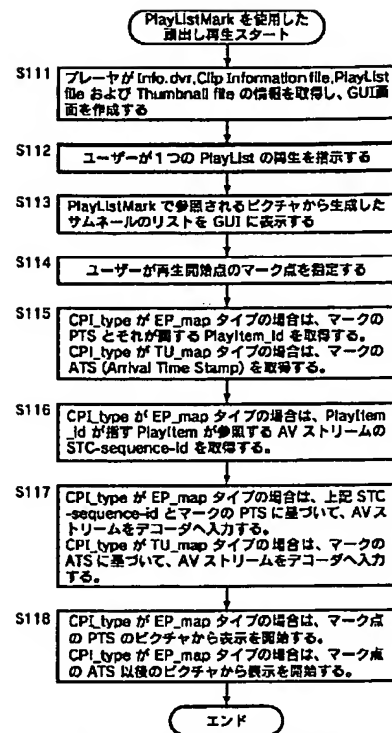 PlayListMark を使用した
頭出し再生スタート
S111
プレーヤが Info.dvr,Clip Information file,PlayList
file および Thumbnail file の情報を取得し、GUI画
面を作成する
S112
ユーザーが1つの PlayList の再生を指示する
S113
PlayListMark で参照されるピクチャから生成した
サムネールのリストを GUI に表示する
S114
ユーザーが再生開始点のマーク点を指定する
S115
CPI_type が EP_map タイプの場合は、マークの
PTS とそれが関する PlayItem_id を取得する。
CPI_type が TU_map タイプの場合は、マークの
ATS (Arrival Time Stamp) を取得する。
S116
CPI_type が EP_map タイプの場合は、PlayItem
_id が指す PlayItem が参照する AV ストリームの
STC-sequence-id を取得する。
S117
CPI_type が EP_map タイプの場合は、上記 STC
-sequence-id とマークの PTS に基づいて、AV ス
トリームをデコーダへ入力する。
CPI_type が TU_map タイプの場合は、マークの
ATS に基づいて、AV ストリームをデコーダへ入力
する。
S118
CPI_type が EP_map タイプの場合は、マーク点
の PTS のピクチャから表示を開始する。
CPI_type が TU_map タイプの場合は、マーク点
の ATS 以後のピクチャから表示を開始する。
エンド